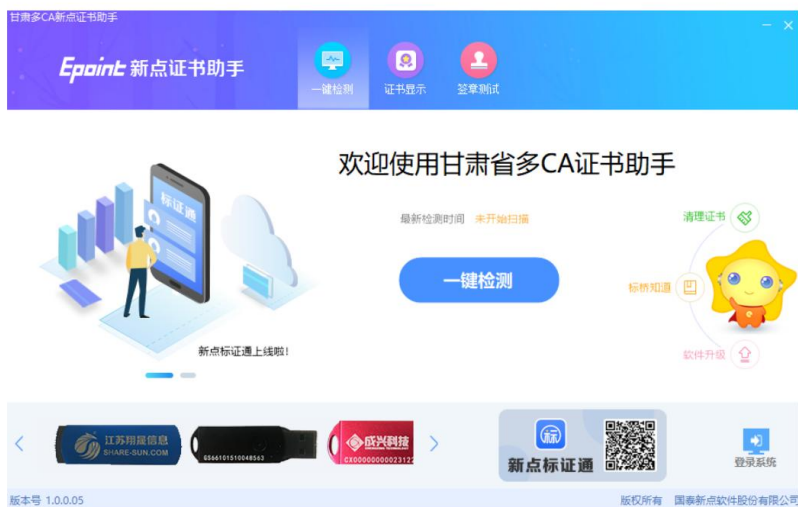 甘肃多CA新点证书助手
Epoint 新点证书助手
一键检测 证书显示 签章测试
欢迎使用甘肃省多CA证书助手
最新检测时间 未开始扫描
清理证书
一键检测
标桥知道
标证通
新点标证通上线啦!
软件升级
江苏翔晟信息
SHARE-SUN.COM
GS66101510048563
成兴科技
CX00000000023122
标
新点标证通
登录系统
版本号 1.0.0.05
版权所有 国泰新点软件股份有限公司